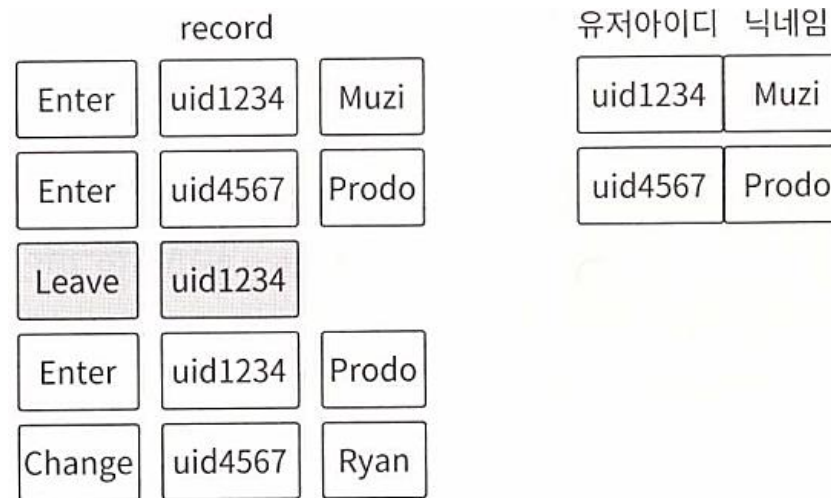 record 유저아이디 닉네임
Enter uid1234 Muzi uid1234 Muzi
Enter uid4567 Prodo uid4567 Prodo
Leave uid1234
Enter uid1234 Prodo
Change uid4567 Ryan